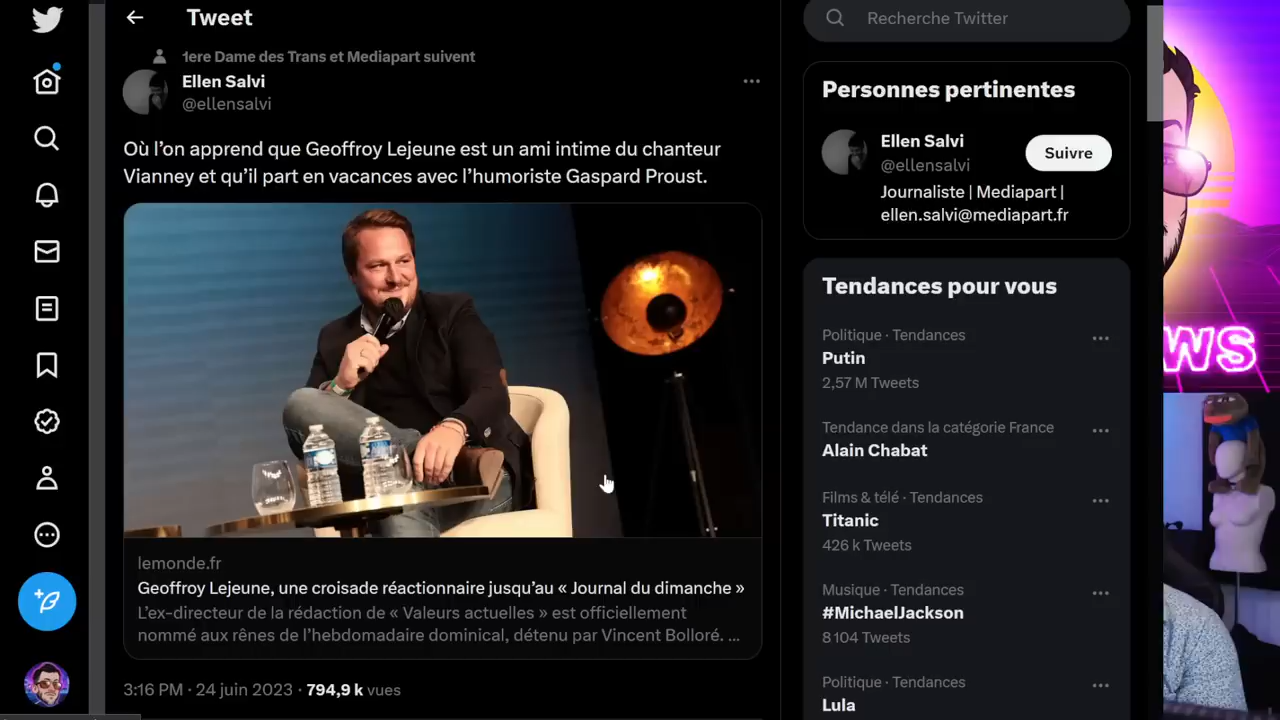 Tweet
Recherche Twitter
1ere Dame des Trans et Mediapart suivent
Ellen Salvi
@ellensalvi
Où l’on apprend que Geoffroy Lejeune est un ami intime du chanteur
Vianney et qu’il part en vacances avec l’humoriste Gaspard Proust.
lemonde.fr
Geoffroy Lejeune, une croisade réactionnaire jusqu’au « Journal du dimanche »
L’ex-directeur de la rédaction de « Valeurs actuelles » est officiellement
nommé aux rênes de l’hebdomadaire dominical, détenu par Vincent Bolloré. ...
3:16 PM · 24 juin 2023 · 794,9 k vues
Personnes pertinentes
Ellen Salvi
@ellensalvi
Suivre
Journaliste | Mediapart |
ellen.salvi@mediapart.fr
Tendances pour vous
Politique · Tendances
Putin
2,57 M Tweets
Tendance dans la catégorie France
Alain Chabat
Films & télé · Tendances
Titanic
426 k Tweets
Musique · Tendances
#MichaelJackson
8 104 Tweets
Politique · Tendances
Lula
WS